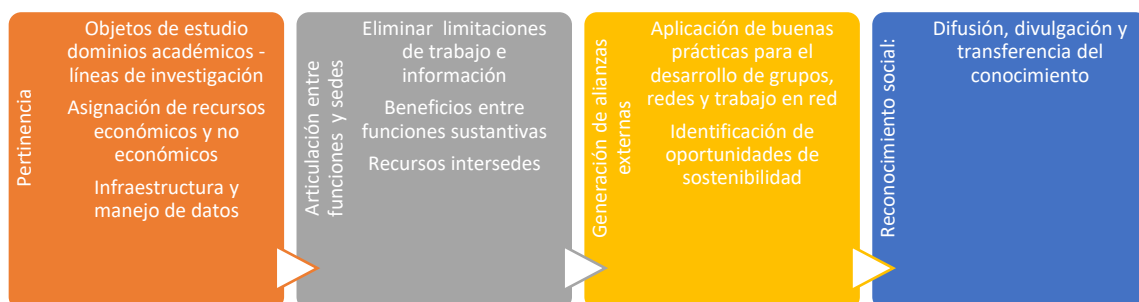 Pertinencia
Objetos de estudio
dominios académicos -
líneas de investigación
Asignación de recursos
económicos y no
económicos
Infraestructura y
manejo de datos
Articulación entre
funciones y sedes
Eliminar limitaciones
de trabajo e
información
Beneficios entre
funciones sustantivas
Recursos intersedes
Generación de alianzas
externas
Aplicación de buenas
prácticas para el
desarrollo de grupos,
redes y trabajo en red
Identificación de
oportunidades de
sostenibilidad
Reconocimiento social:
Difusión, divulgación y
transferencia del
conocimiento